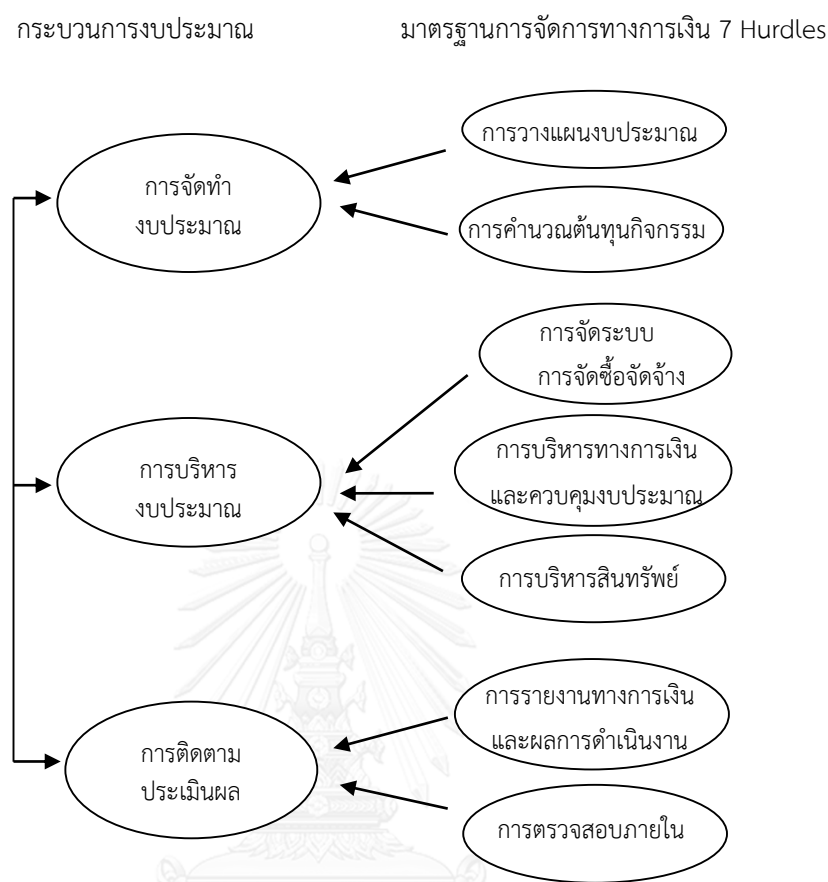 กระบวนการงบประมาณ
มาตรฐานการจัดการทางการเงิน 7 Hurdles
การจัดทำ
งบประมาณ
การวางแผนงบประมาณ
การคำนวณต้นทุนกิจกรรม
การบริหาร
งบประมาณ
การจัดระบบ
การจัดซื้อจัดจ้าง
การบริหารทางการเงิน
และควบคุมงบประมาณ
การบริหารสินทรัพย์
การติดตาม
ประเมินผล
การรายงานทางการเงิน
และผลการดำเนินงาน
การตรวจสอบภายใน